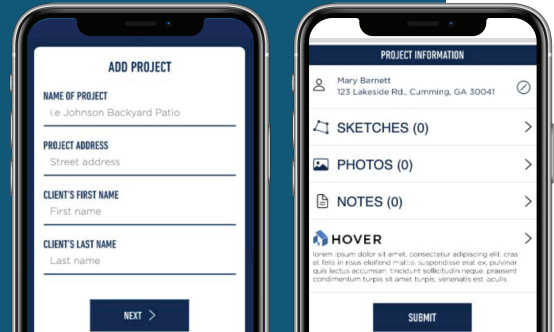 ADD PROJECT
NAME OF PROJECT
i.e Johnson Backyard Patio
PROJECT ADDRESS
Street address
CLIENT'S FIRST NAME
First name
CLIENT'S LAST NAME
Last name
NEXT >
PROJECT INFORMATION
Mary Barnett
123 Lakeside Rd., Cumming, GA 30041
SKETCHES (0)
PHOTOS (0)
NOTES (0)
HOVER
lorem ipsum dolor sit amet, consectetur adipiscing elit. cras
et felis in risus eleifend mattis. suspendisse erat ex, pulvinar
quis lectus accumsan, tincidunt sollicitudin neque. praesent
condimentum turpis sit amet turpis, venenatis est iaculis
SUBMIT